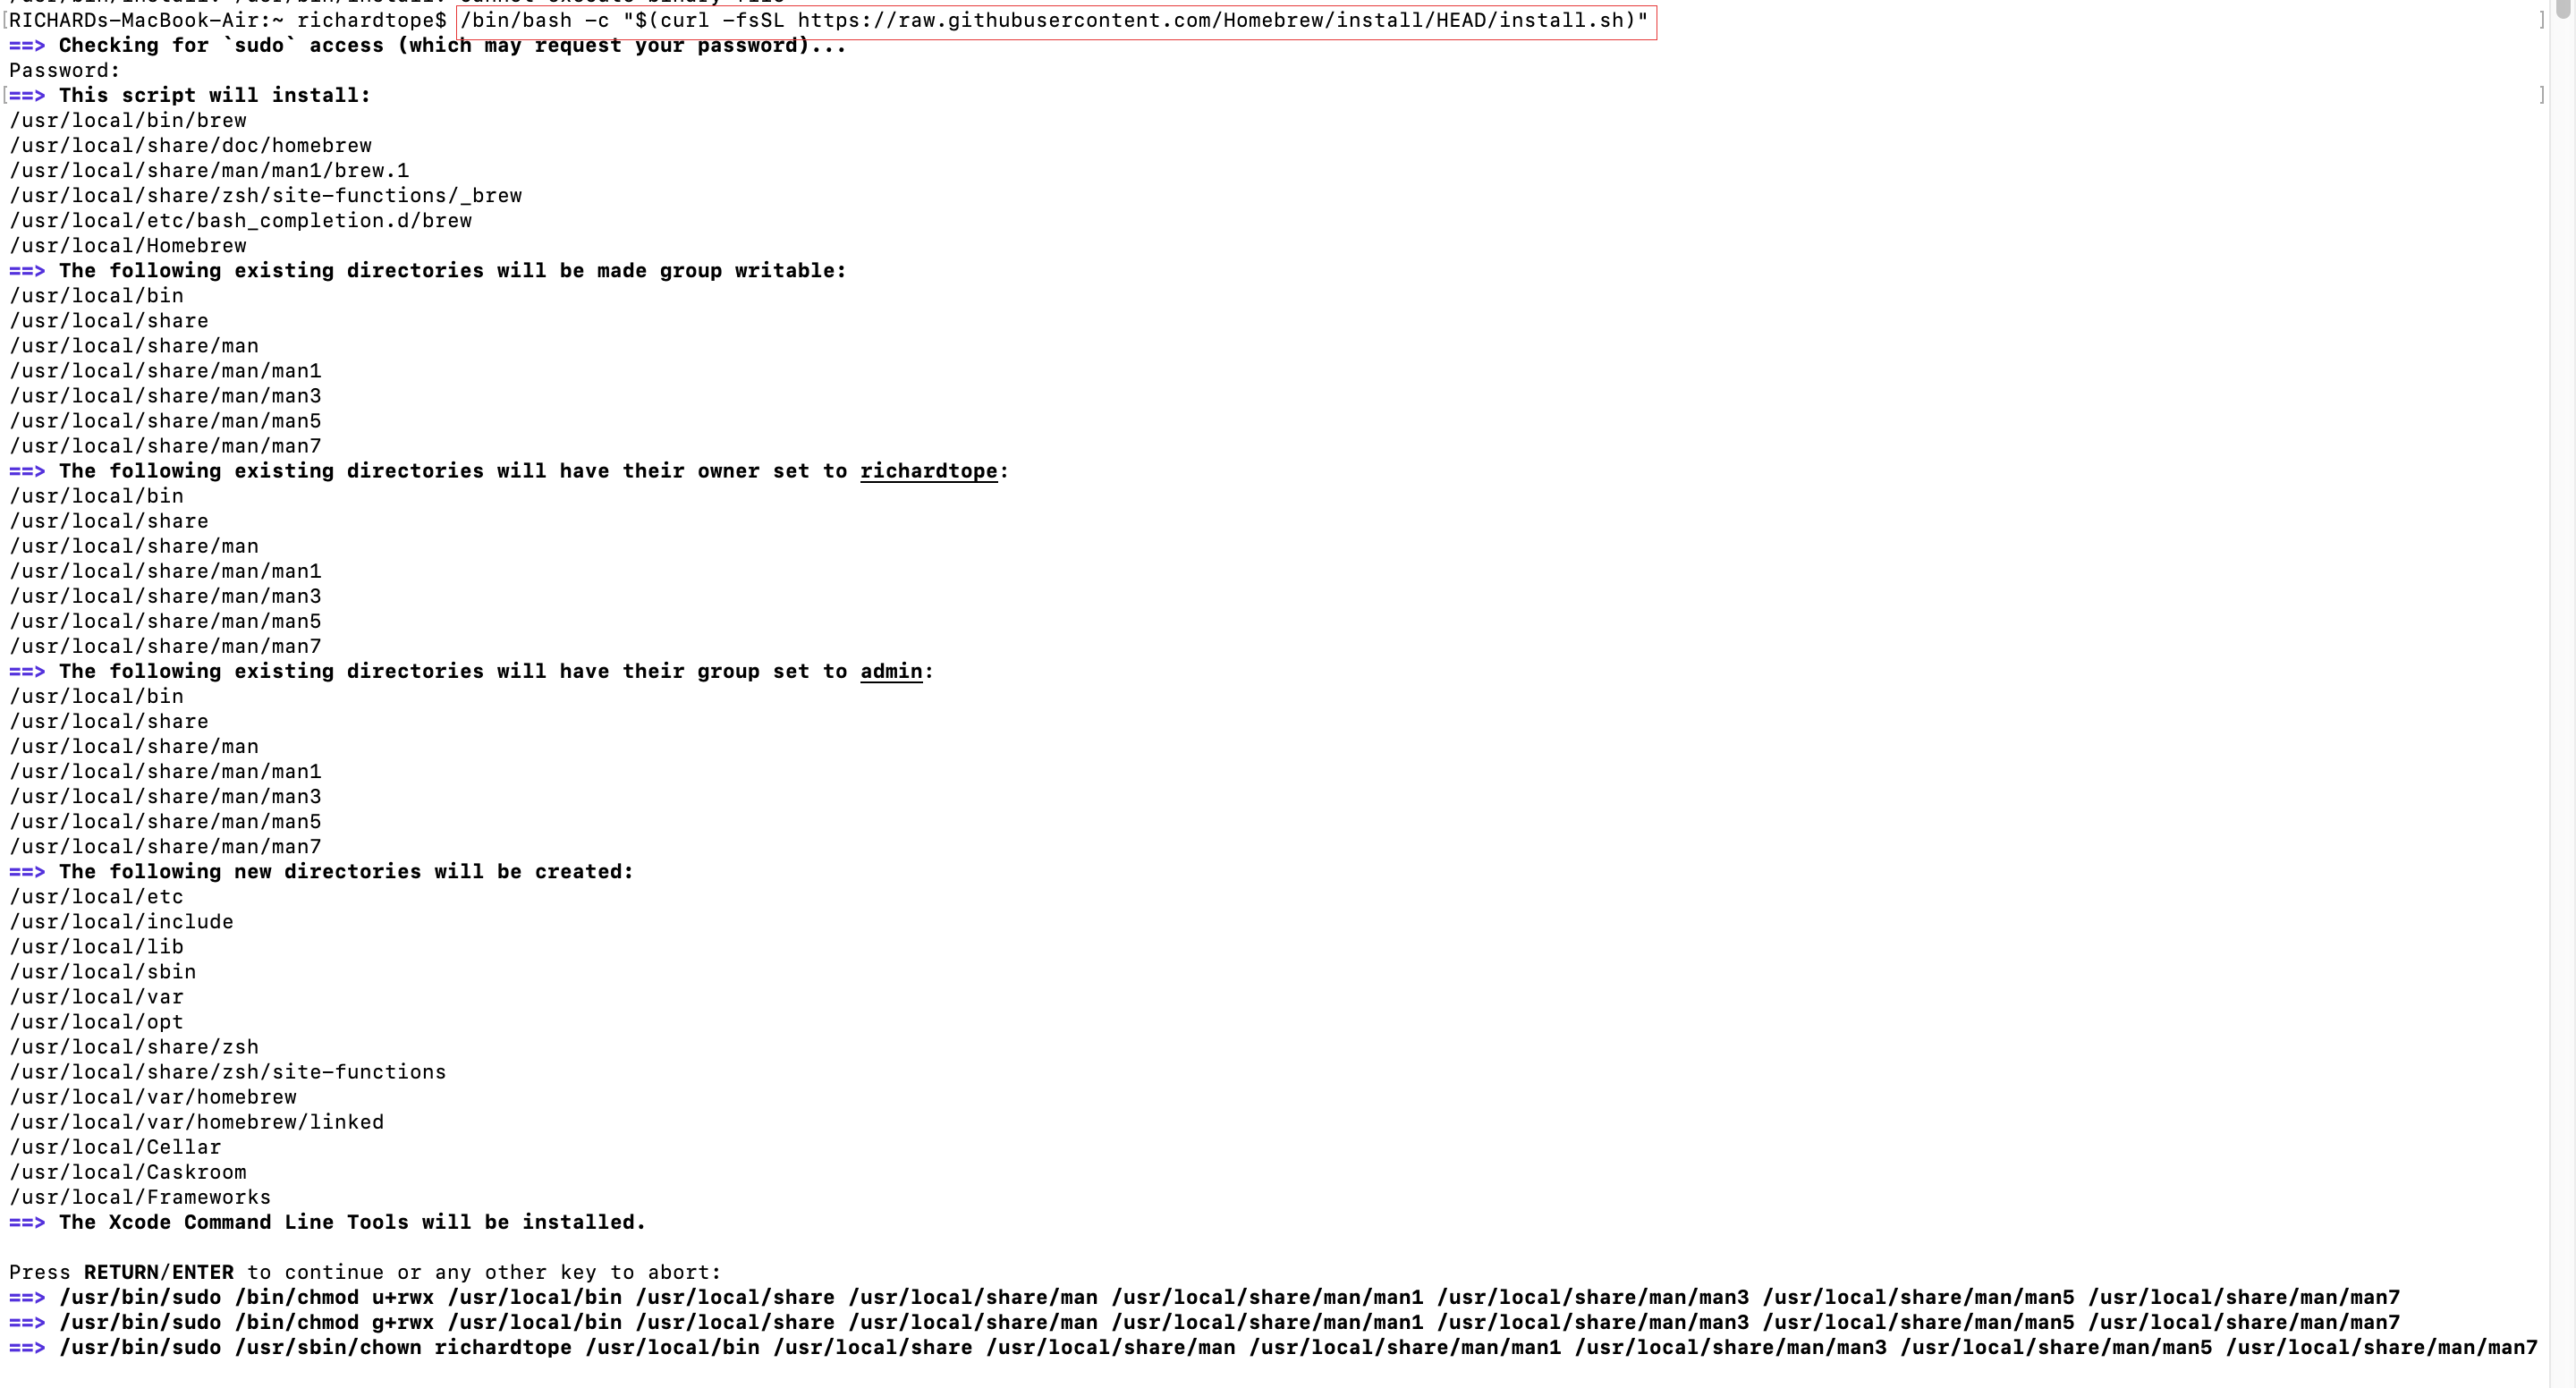 /usr/bin/install: /usr/bin/install: cannot execute binary file
[RICHARDs-MacBook-Air:~ richardtope$ /bin/bash -c "$(curl -fsSL https://raw.githubusercontent.com/Homebrew/install/HEAD/install.sh)" ]
==> Checking for `sudo` access (which may request your password)...
Password:
[==> This script will install: ]
/usr/local/bin/brew
/usr/local/share/doc/homebrew
/usr/local/share/man/man1/brew.1
/usr/local/share/zsh/site-functions/_brew
/usr/local/etc/bash_completion.d/brew
/usr/local/Homebrew
==> The following existing directories will be made group writable:
/usr/local/bin
/usr/local/share
/usr/local/share/man
/usr/local/share/man/man1
/usr/local/share/man/man3
/usr/local/share/man/man5
/usr/local/share/man/man7
==> The following existing directories will have their owner set to richardtope:
/usr/local/bin
/usr/local/share
/usr/local/share/man
/usr/local/share/man/man1
/usr/local/share/man/man3
/usr/local/share/man/man5
/usr/local/share/man/man7
==> The following existing directories will have their group set to admin:
/usr/local/bin
/usr/local/share
/usr/local/share/man
/usr/local/share/man/man1
/usr/local/share/man/man3
/usr/local/share/man/man5
/usr/local/share/man/man7
==> The following new directories will be created:
/usr/local/etc
/usr/local/include
/usr/local/lib
/usr/local/sbin
/usr/local/var
/usr/local/opt
/usr/local/share/zsh
/usr/local/share/zsh/site-functions
/usr/local/var/homebrew
/usr/local/var/homebrew/linked
/usr/local/Cellar
/usr/local/Caskroom
/usr/local/Frameworks
==> The Xcode Command Line Tools will be installed.
Press RETURN/ENTER to continue or any other key to abort:
==> /usr/bin/sudo /bin/chmod u+rwx /usr/local/bin /usr/local/share /usr/local/share/man /usr/local/share/man/man1 /usr/local/share/man/man3 /usr/local/share/man/man5 /usr/local/share/man/man7
==> /usr/bin/sudo /bin/chmod g+rwx /usr/local/bin /usr/local/share /usr/local/share/man /usr/local/share/man/man1 /usr/local/share/man/man3 /usr/local/share/man/man5 /usr/local/share/man/man7
==> /usr/bin/sudo /usr/sbin/chown richardtope /usr/local/bin /usr/local/share /usr/local/share/man /usr/local/share/man/man1 /usr/local/share/man/man3 /usr/local/share/man/man5 /usr/local/share/man/man7